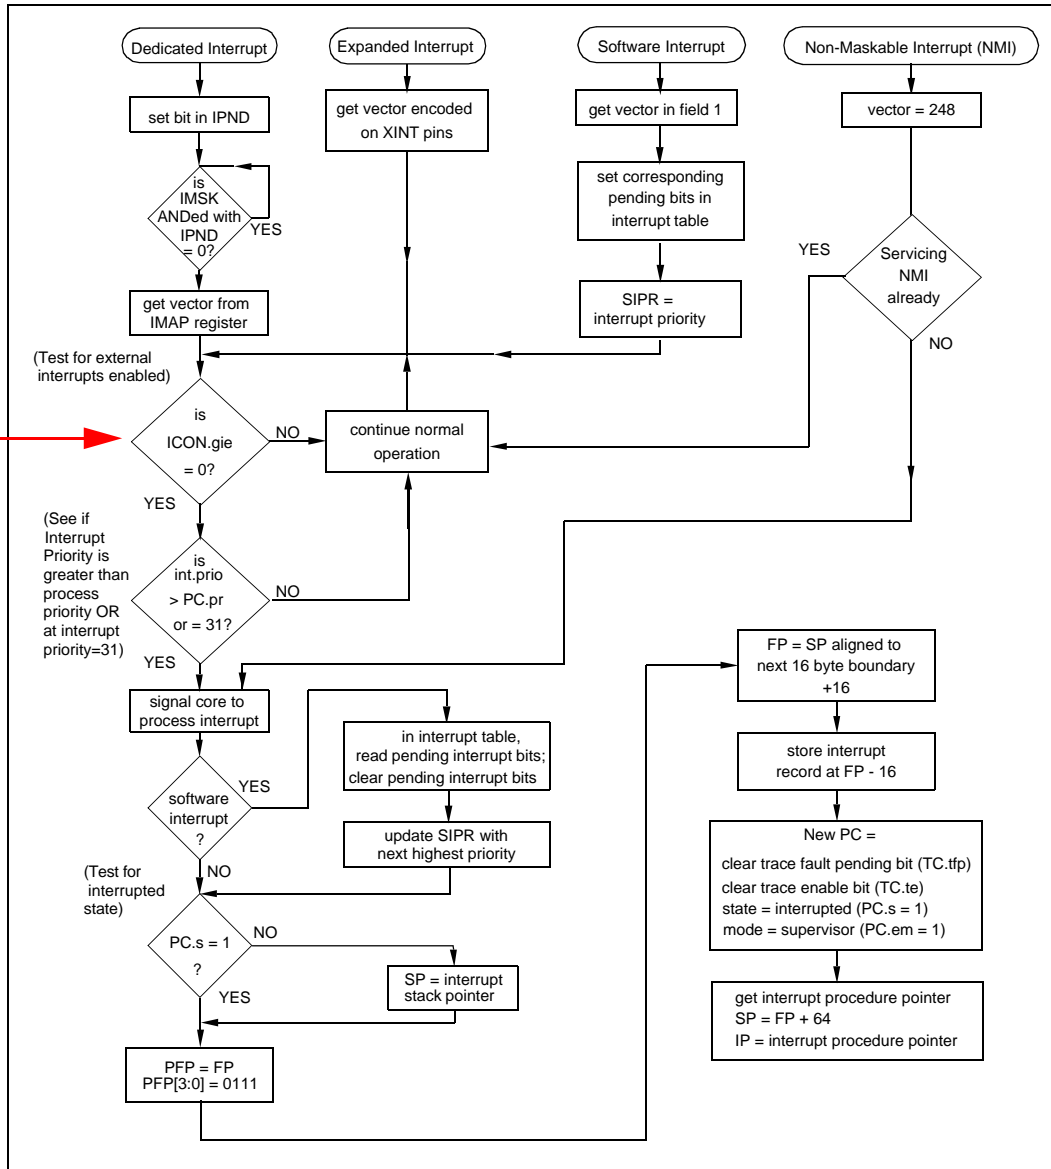 Dedicated Interrupt
Expanded Interrupt
Software Interrupt
Non-Maskable Interrupt (NMI)
set bit in IPND
get vector encoded
on XINT pins
get vector in field 1
vector = 248
is
IMSK
ANDed with
IPND
= 0?
YES
set corresponding
pending bits in
interrupt table
YES
Servicing
NMI
already
NO
get vector from
IMAP register
SIPR =
interrupt priority
(Test for external
interrupts enabled)
is
ICON.gie
= 0?
NO
YES
continue normal
operation
(See if
Interrupt
Priority is
greater than
process
priority OR
at interrupt
priority=31)
is
int.prio
> PC.pr
or = 31?
NO
YES
signal core to
process interrupt
software
interrupt
?
YES
NO
in interrupt table,
read pending interrupt bits;
clear pending interrupt bits
update SIPR with
next highest priority
(Test for
interrupted
state)
PC.s = 1
?
NO
YES
SP = interrupt
stack pointer
PFP = FP
PFP[3:0] = 0111
FP = SP aligned to
next 16 byte boundary
+16
store interrupt
record at FP - 16
New PC =
clear trace fault pending bit (TC.tfp)
clear trace enable bit (TC.te)
state = interrupted (PC.s = 1)
mode = supervisor (PC.em = 1)
get interrupt procedure pointer
SP = FP + 64
IP = interrupt procedure pointer